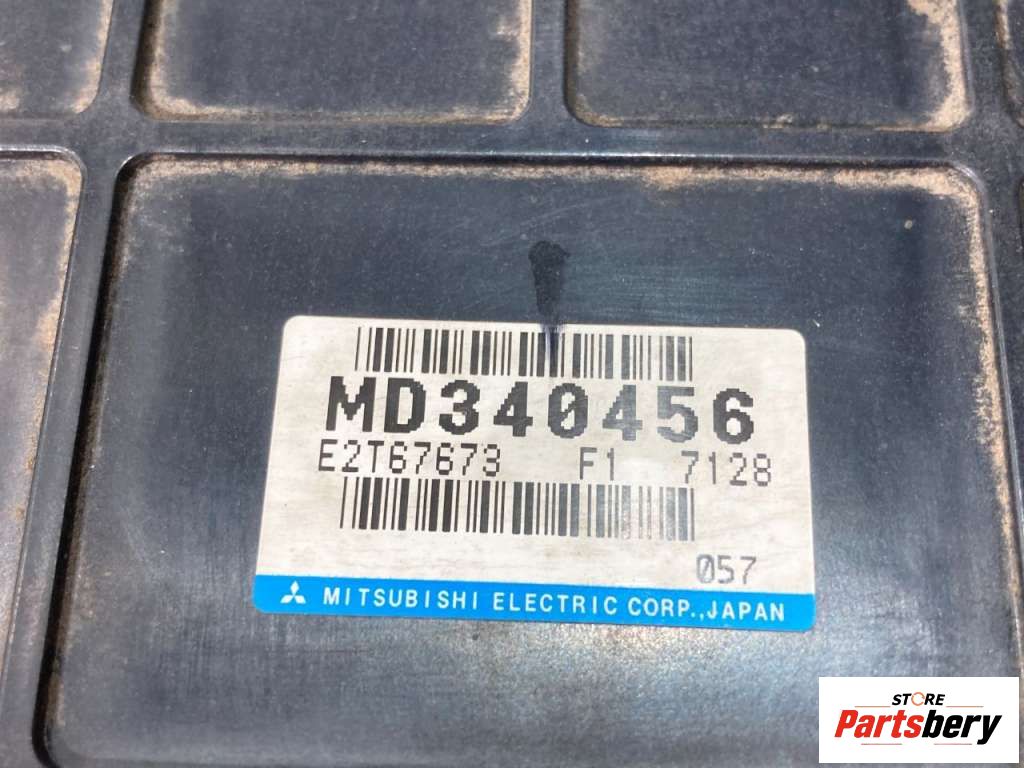 MD340456
E2T67673 F1 7128
057
MITSUBISHI ELECTRIC CORP.,JAPAN
STORE
Partsbery